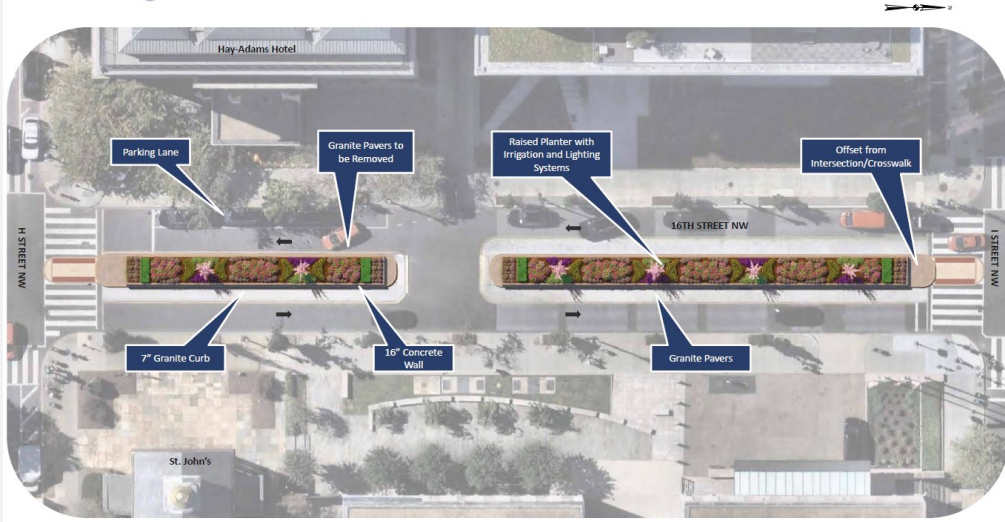 N
Hay-Adams Hotel
Parking Lane
Granite Pavers to
be Removed
Raised Planter with
Irrigation and Lighting
Systems
Offset from
Intersection/Crosswalk
16TH STREET NW
H STREET NW
I STREET NW
7" Granite Curb
16" Concrete
Wall
Granite Pavers
St. John's